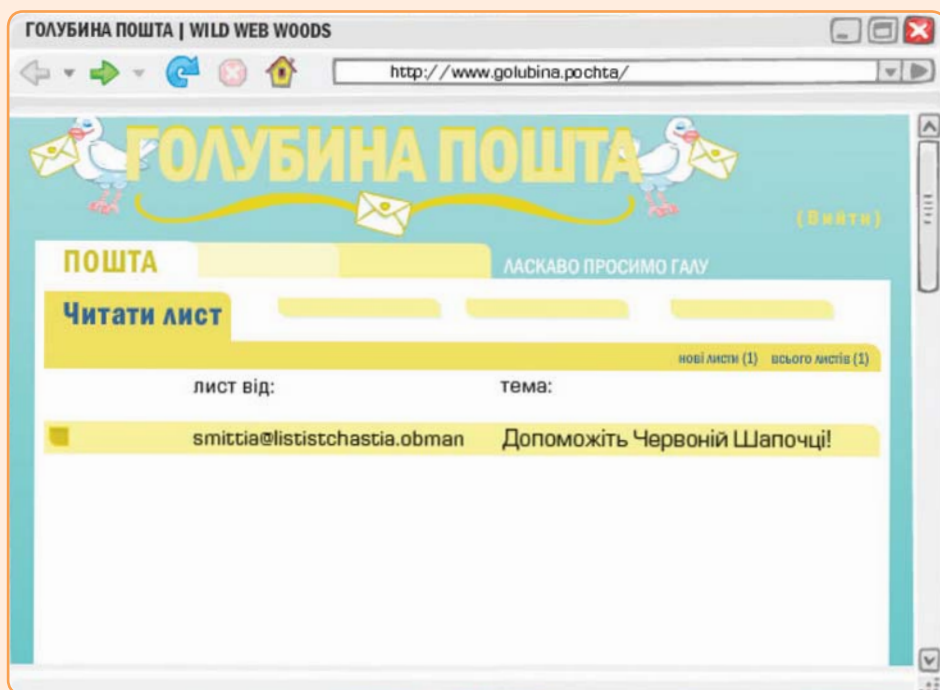 ГОЛУБИНА ПОШТА | WILD WEB WOODS
http://www.golubina.pochta/
ГОЛУБИНА ПОШТА
(Вийти)
ПОШТА
ЛАСКАВО ПРОСИМО ГАЛУ
Читати лист
нові листи (1) всього листів (1)
лист від: тема:
smittia@lististchastia.obman Допоможіть Червоній Шапочці!